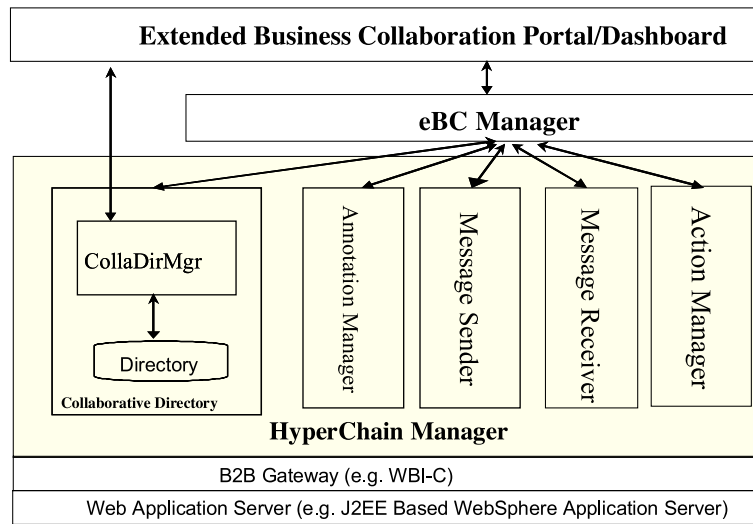 Extended Business Collaboration Portal/Dashboard
eBC Manager
CollaDirMgr
Directory
Collaborative Directory
Annotation Manager
Message Sender
Message Receiver
Action Manager
HyperChain Manager
B2B Gateway (e.g. WBI-C)
Web Application Server (e.g. J2EE Based WebSphere Application Server)